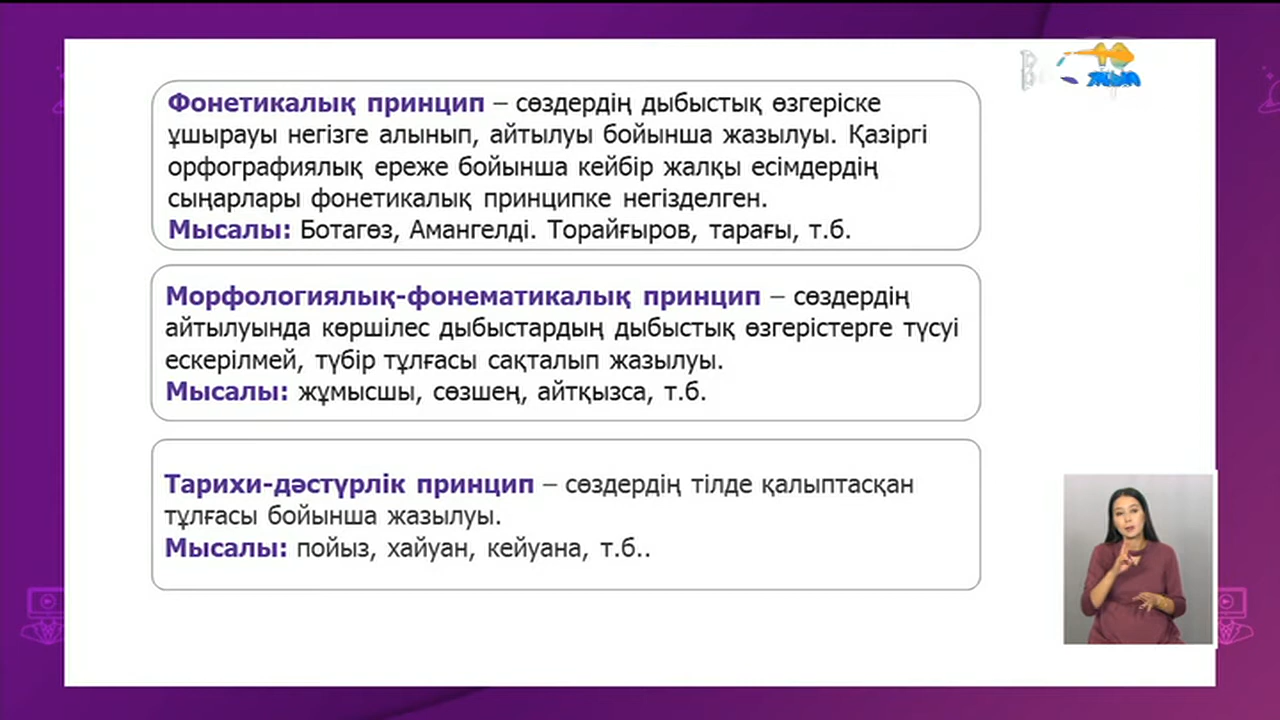 Фонетикалық принцип – сөздердің дыбыстық өзгеріске
ұшырауы негізге алынып, айтылуы бойынша жазылуы. Қазіргі
орфографиялық ереже бойынша кейбір жалқы есімдердің
сыңарлары фонетикалық принципке негізделген.
Мысалы: Ботагөз, Амангелді. Торайғыров, тарағы, т.б.
Морфологиялық-фонематикалық принцип – сөздердің
айтылуында көршілес дыбыстардың дыбыстық өзгерістерге түсуі
ескерілмей, түбір тұлғасы сақталып жазылуы.
Мысалы: жұмысшы, сөзшең, айтқызса, т.б.
Тарихи-дәстүрлік принцип – сөздердің тілде қалыптасқан
тұлғасы бойынша жазылуы.
Мысалы: пойыз, хайуан, кейуана, т.б..